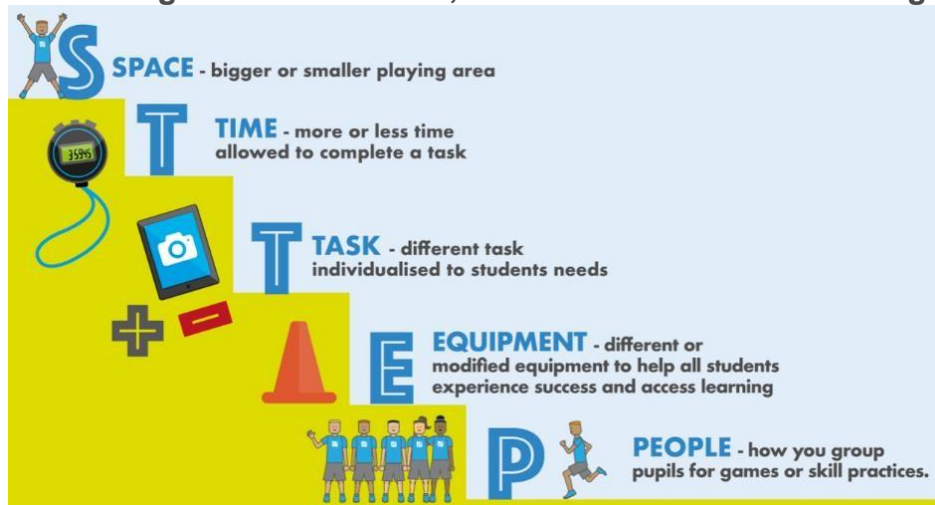 S SPACE - bigger or smaller playing area
T TIME - more or less time
allowed to complete a task
T TASK - different task
individualised to students needs
E EQUIPMENT - different or
modified equipment to help all students
experience success and access learning
P PEOPLE - how you group
pupils for games or skill practices.